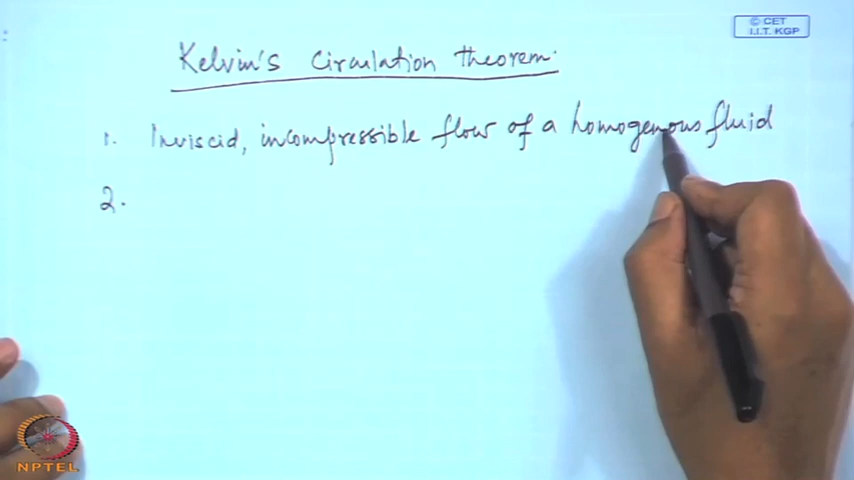 © CET
I.I.T. KGP
Kelvin's Circulation theorem.
1. Inviscid, incompressible flow of a homogenous fluid
2.
NPTEL